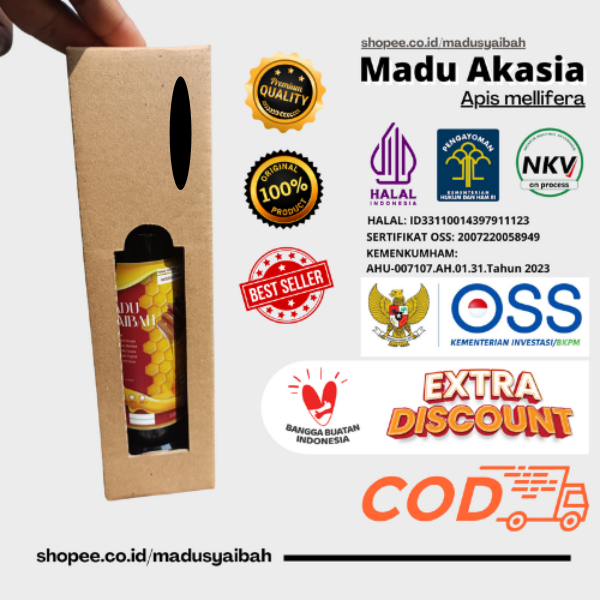 shopee.co.id/madusyaibah
Madu Akasia
Apis mellifera
Premium
QUALITY
ORIGINAL
100%
PRODUCT
BEST SELLER
HALAL
INDONESIA
PENGAYOMAN
KEMENTERIAN
HUKUM DAN HAM RI
NKV
on process
HALAL: ID33110014397911123
SERTIFIKAT OSS: 2007220058949
KEMENKUMHAM:
AHU-007107.AH.01.31.Tahun 2023
OSS
KEMENTERIAN INVESTASI/BKPM
BANGGA BUATAN
INDONESIA
EXTRA
DISCOUNT
COD
ADU
AIBAH
shopee.co.id/madusyaibah